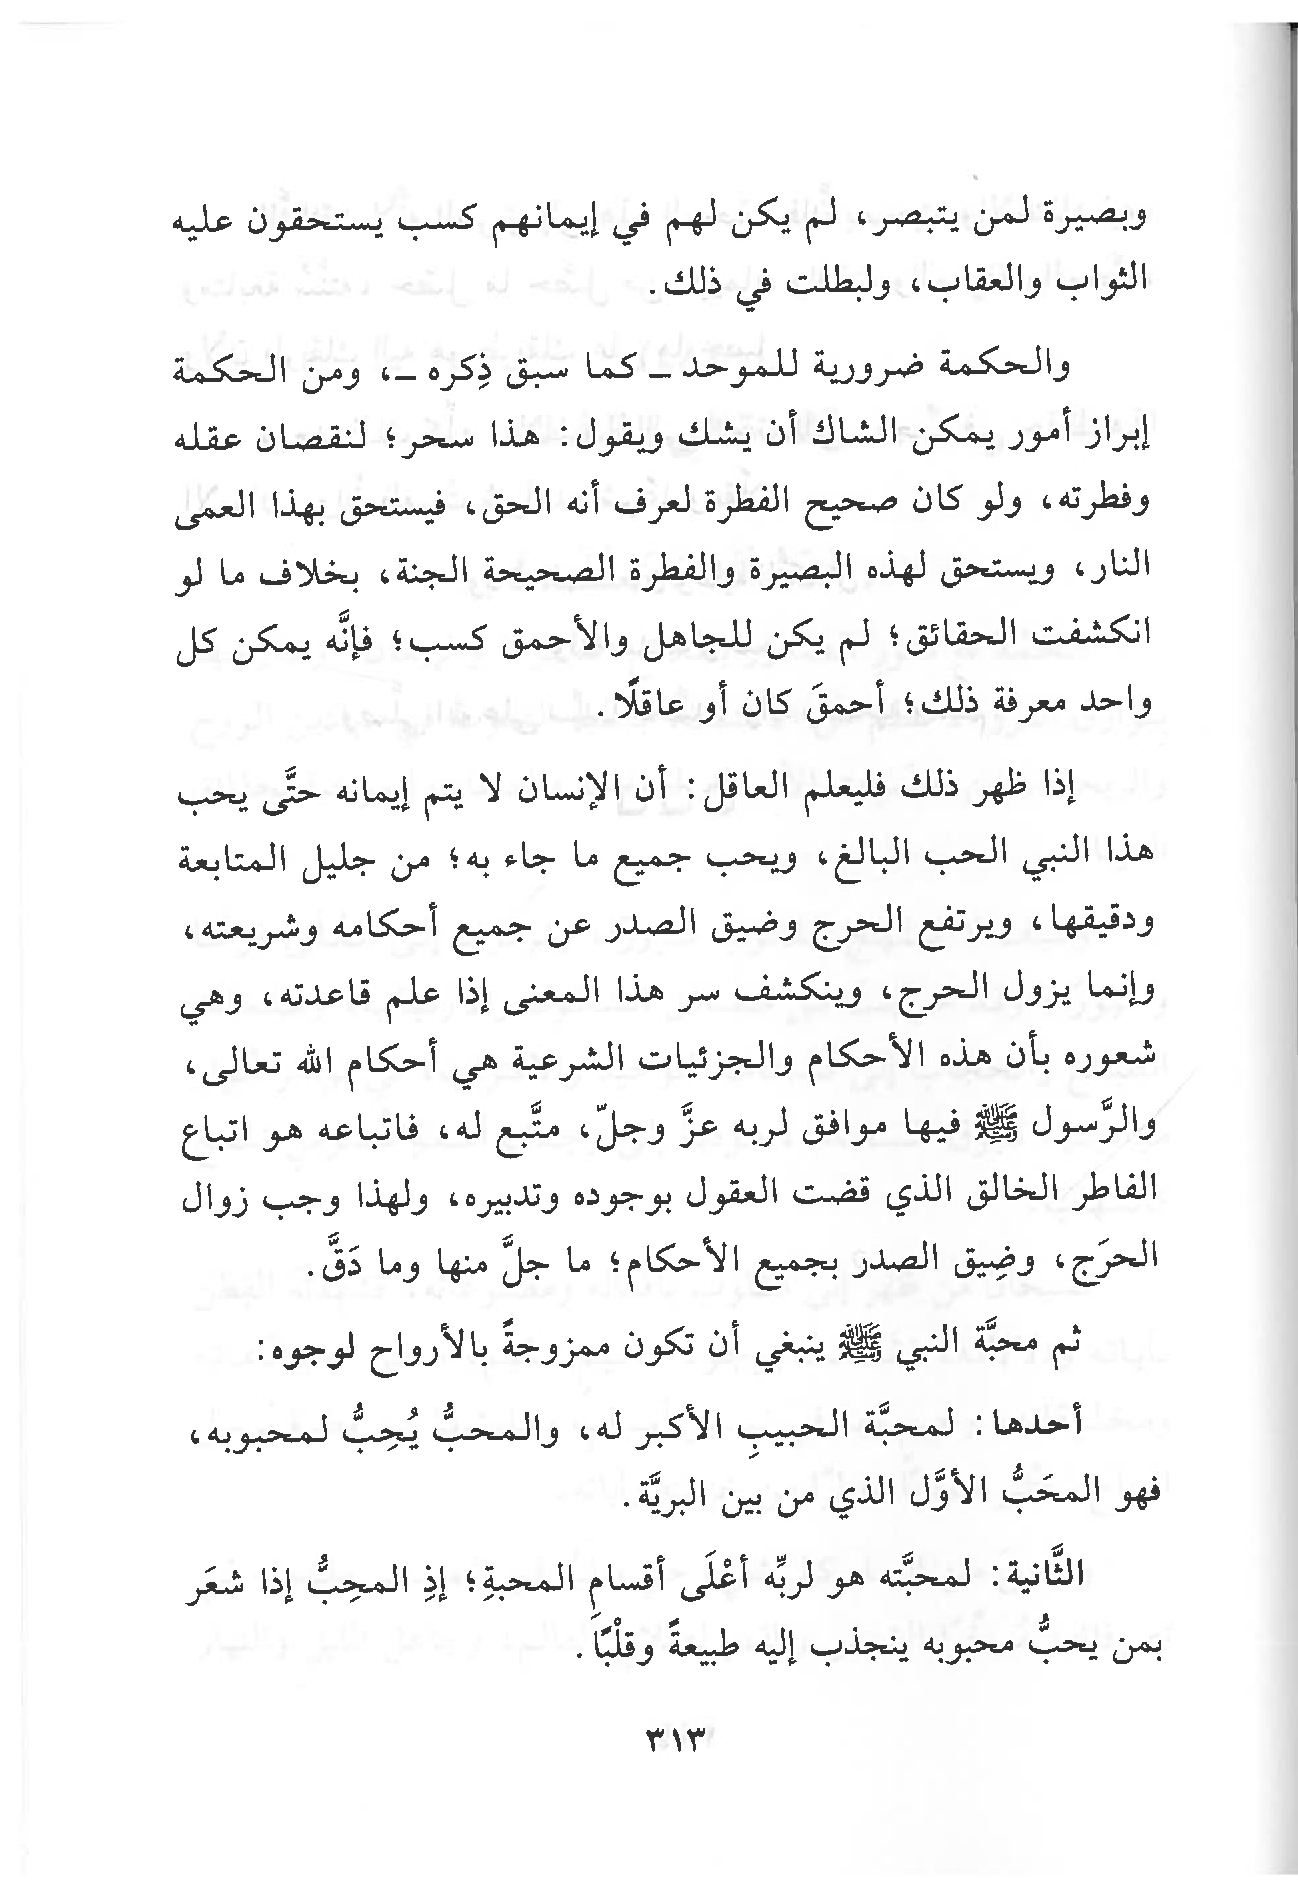 وبصيرة لمن يتبصر، لم يكن لهم في إيمانهم كسب يستحقون عليه
الثواب والعقاب، ولبطلت في ذلك.
والحكمة ضرورية للموحد ـ كما سبق ذِكره ـ، ومن الحكمة
إبراز أمور يمكن الشاك أن يشك ويقول: هذا سحر؛ لنقصان عقله
وفطرته، ولو كان صحيح الفطرة لعرف أنه الحق، فيستحق بهذا العمى
النار، ويستحق لهذه البصيرة والفطرة الصحيحة الجنة، بخلاف ما لو
انكشفت الحقائق؛ لم يكن للجاهل والأحمق كسب؛ فإنَّه يمكن كل
واحد معرفة ذلك؛ أحمقَ كان أو عاقلًا.
إذا ظهر ذلك فليعلم العاقل: أن الإنسان لا يتم إيمانه حتَّى يحب
هذا النبي الحب البالغ، ويحب جميع ما جاء به؛ من جليل المتابعة
ودقيقها، ويرتفع الحرج وضيق الصدر عن جميع أحكامه وشريعته،
وإنما يزول الحرج، وينكشف سر هذا المعنى إذا علم قاعدته، وهي
شعوره بأن هذه الأحكام والجزئيات الشرعية هي أحكام الله تعالى،
والرَّسول ﷺ فيها موافق لربه عزَّ وجلّ، متَّبع له، فاتباعه هو اتباع
الفاطر الخالق الذي قضت العقول بوجوده وتدبيره، ولهذا وجب زوال
الحرَج، وضِيق الصدر بجميع الأحكام؛ ما جلَّ منها وما دَقَّ.
ثم محبَّة النبي ﷺ ينبغي أن تكون ممزوجةً بالأرواح لوجوه:
أحدها: لمحبَّة الحبيبِ الأكبر له، والمحبُّ يُحِبُّ لمحبوبه،
فهو المحَبُّ الأوَّل الذي من بين البريَّة.
الثَّانية: لمحبَّته هو لربِّه أعْلَى أقسامِ المحبةِ؛ إذِ المحِبُّ إذا شعَر
بمن يحبُّ محبوبه ينجذب إليه طبيعةً وقلْبًا.
٣١٣